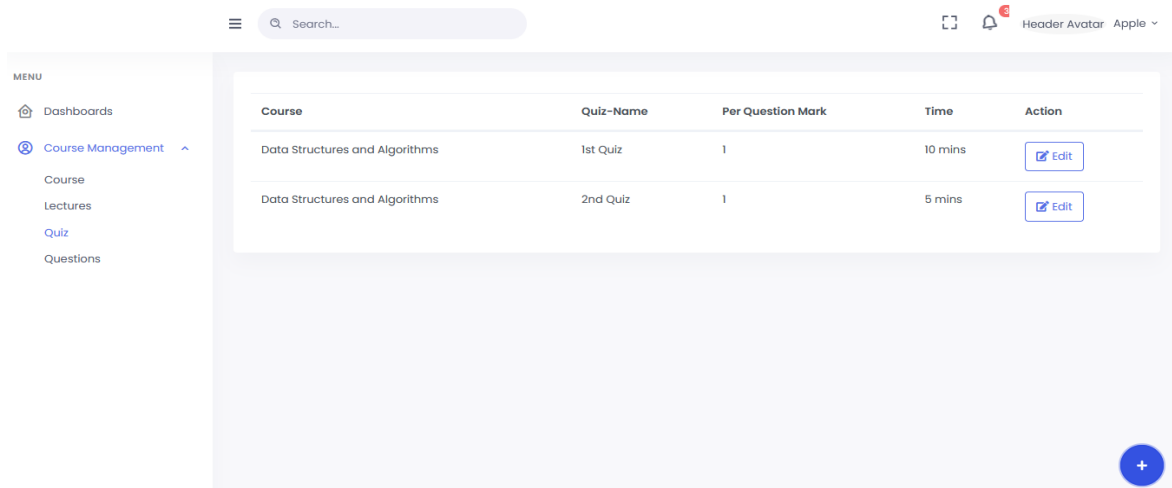 Search...
3
Header Avatar Apple
MENU
Dashboards
Course Management
Course
Lectures
Quiz
Questions
Course Quiz-Name Per Question Mark Time Action
Data Structures and Algorithms 1st Quiz 1 10 mins Edit
Data Structures and Algorithms 2nd Quiz 1 5 mins Edit
+